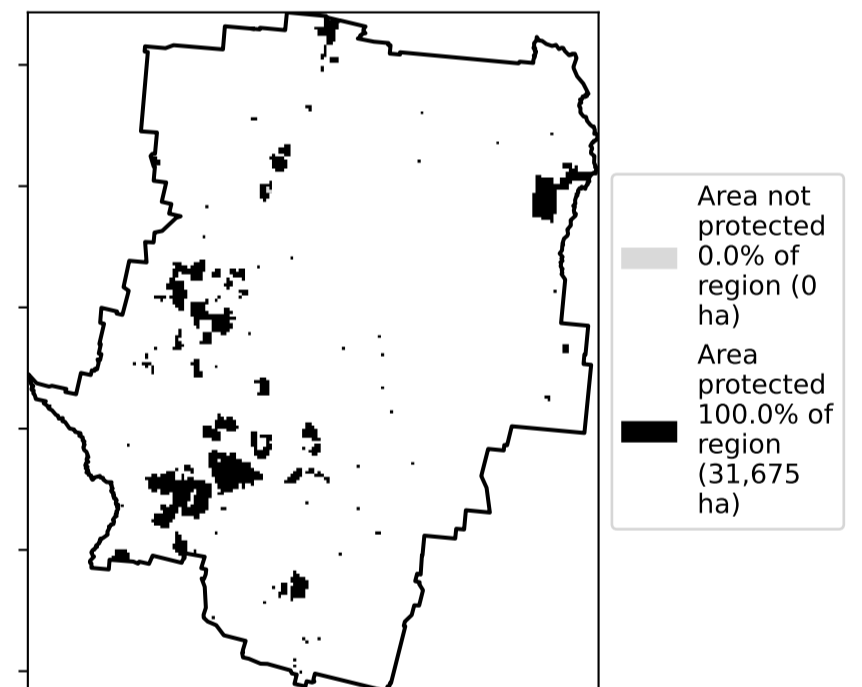 Area not
protected
0.0% of
region (0
ha)
Area
protected
100.0% of
region
(31,675
ha)